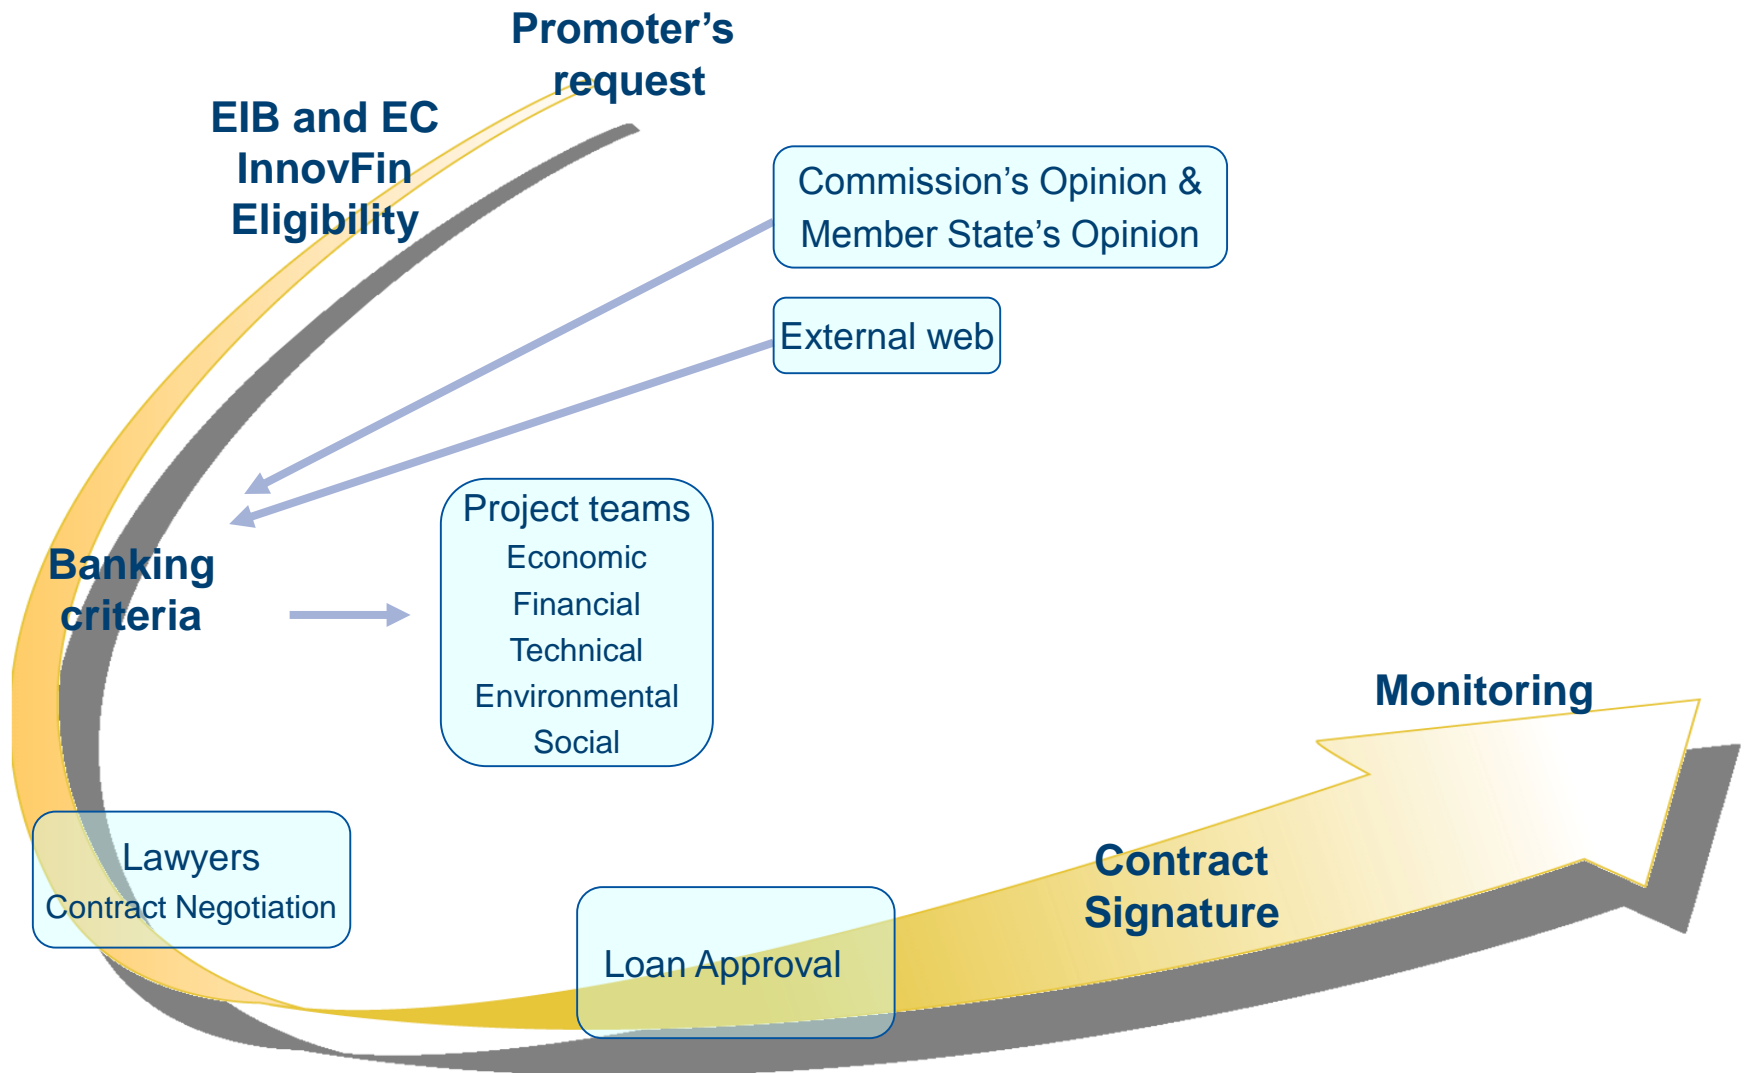 Promoter’s
request
EIB and EC
InnovFin
Eligibility
Commission’s Opinion &
Member State’s Opinion
External web
Project teams
Economic
Financial
Technical
Environmental
Social
Banking
criteria
Monitoring
Lawyers
Contract Negotiation
Contract
Signature
Loan Approval